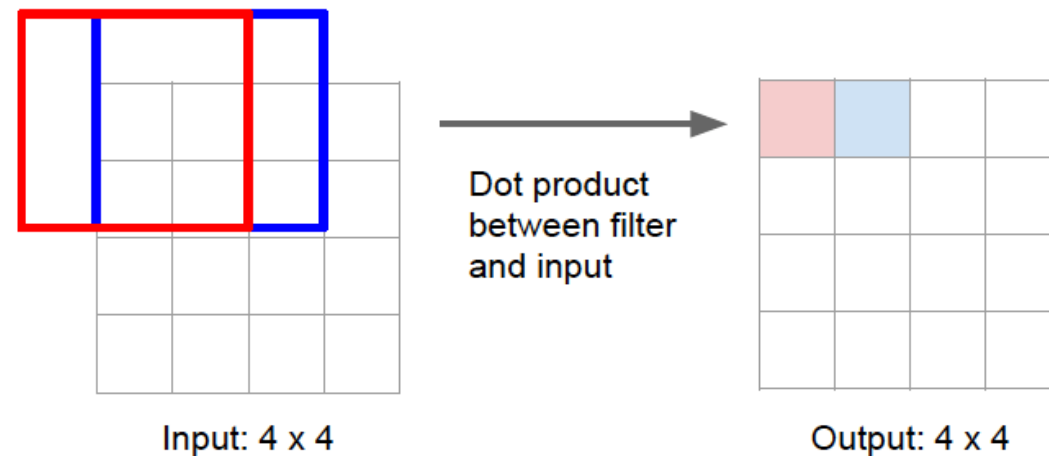 Dot product
between filter
and input
Input: 4 x 4
Output: 4 x 4